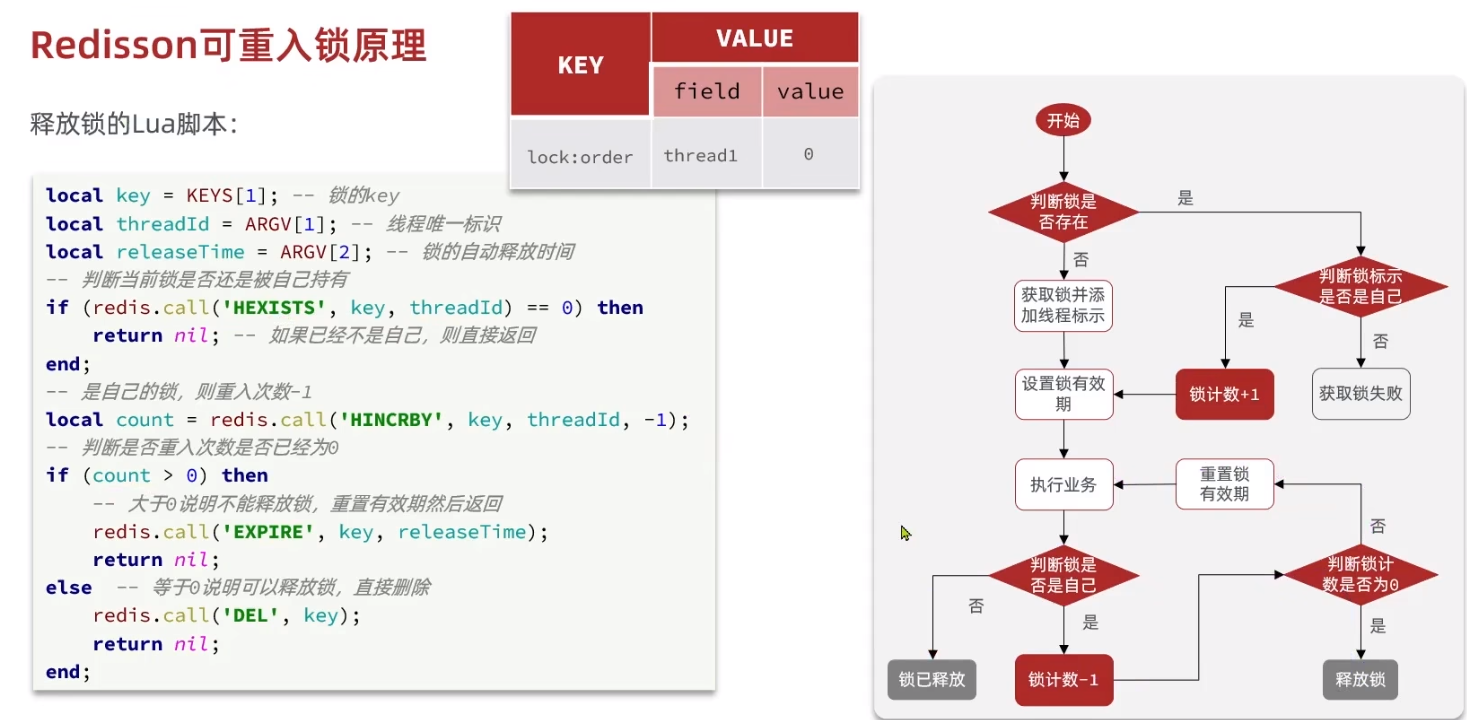 Redisson可重入锁原理
KEY
VALUE
field
value
lock:order
thread1
0
释放锁的Lua脚本：
local key = KEYS[1]; -- 锁的key
local threadId = ARGV[1]; -- 线程唯一标识
local releaseTime = ARGV[2]; -- 锁的自动释放时间
-- 判断当前锁是否还是被自己持有
if (redis.call('HEXISTS', key, threadId) == 0) then
    return nil; -- 如果已经不是自己，则直接返回
end;
-- 是自己的锁，则重入次数-1
local count = redis.call('HINCRBY', key, threadId, -1);
-- 判断是否重入次数是否已经为0
if (count > 0) then
    -- 大于0说明不能释放锁，重置有效期然后返回
    redis.call('EXPIRE', key, releaseTime);
    return nil;
else  -- 等于0说明可以释放锁，直接删除
    redis.call('DEL', key);
    return nil;
end;
开始
判断锁是
否存在
是
否
判断锁标示
是否是自己
获取锁并添
加线程标示
是
否
设置锁有效
期
锁计数+1
获取锁失败
执行业务
重置锁
有效期
否
判断锁是
否是自己
判断锁计
数是否为0
否
是
是
锁已释放
锁计数-1
释放锁